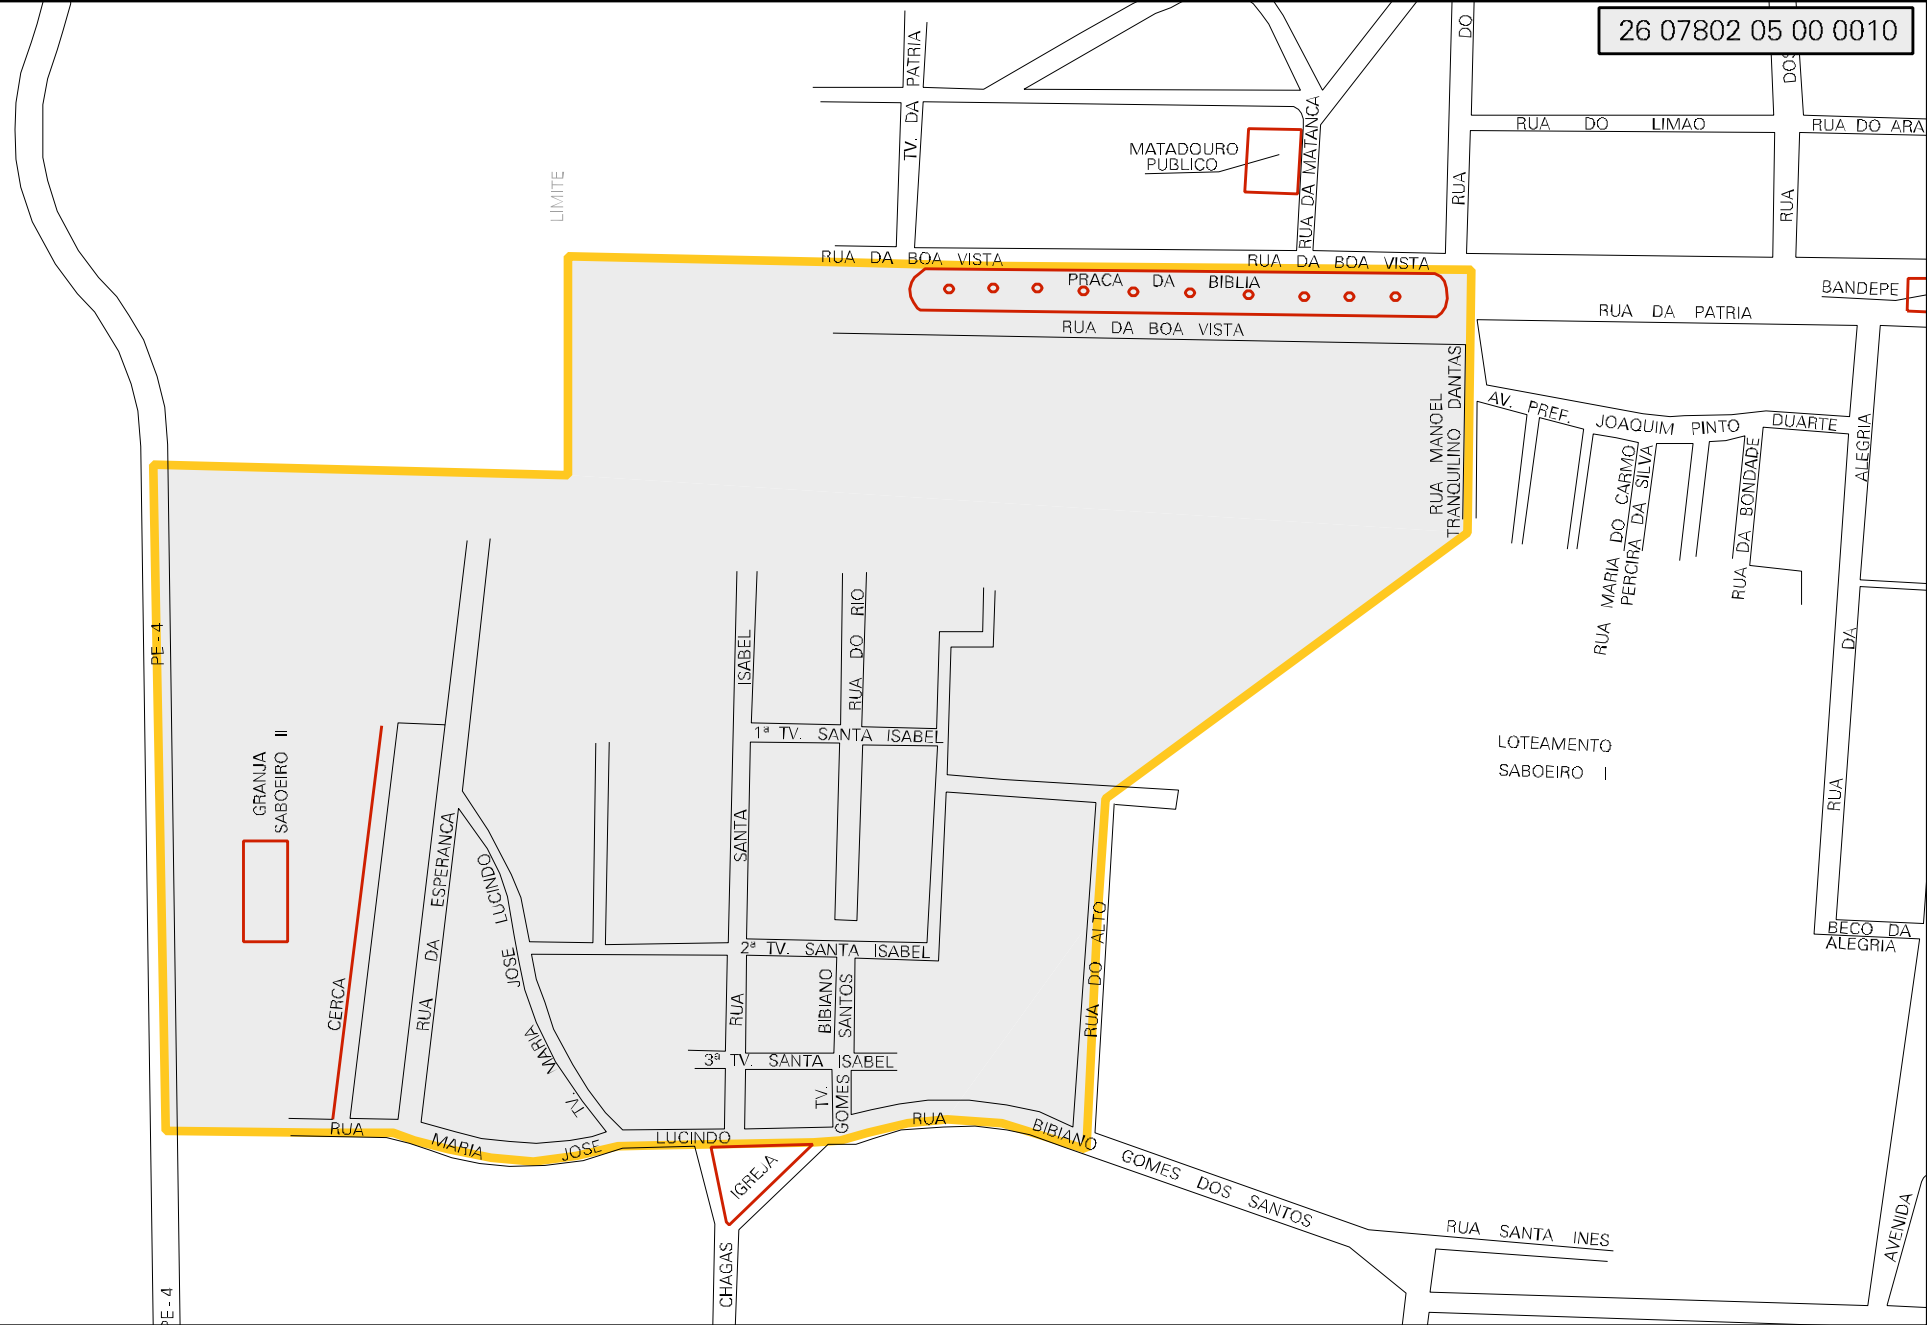 26 07802 05 00 0010
TV. DA PATRIA
DO
DOS
RUA DO LIMAO
RUA DO ARA
MATADOURO
PUBLICO
RUA DA MATANCA
LIMITE
RUA
RUA
RUA DA BOA VISTA
RUA DA BOA VISTA
PRACA DA BIBLIA
BANDEPE
RUA DA PATRIA
RUA DA BOA VISTA
RUA MANOEL
TRANQUILINO DANTAS
AV. PREF. JOAQUIM PINTO DUARTE
RUA MARIA DO CARMO
PERCIRA DA SILVA
RUA DA BONDADE
RUA DA ALEGRIA
PE - 4
RUA SANTA ISABEL
RUA DO RIO
1ª TV. SANTA ISABEL
GRANJA
SABOEIRO II
LOTEAMENTO
SABOEIRO I
RUA DA ESPERANCA
TV. MARIA JOSE LUCINDO
CERCA
2ª TV. SANTA ISABEL
RUA DO ALTO
BECO DA
ALEGRIA
TV. BIBIANO
GOMES SANTOS
3ª TV. SANTA ISABEL
RUA MARIA JOSE LUCINDO
RUA BIBIANO GOMES DOS SANTOS
IGREJA
CHAGAS
RUA SANTA INES
AVENIDA
PE - 4